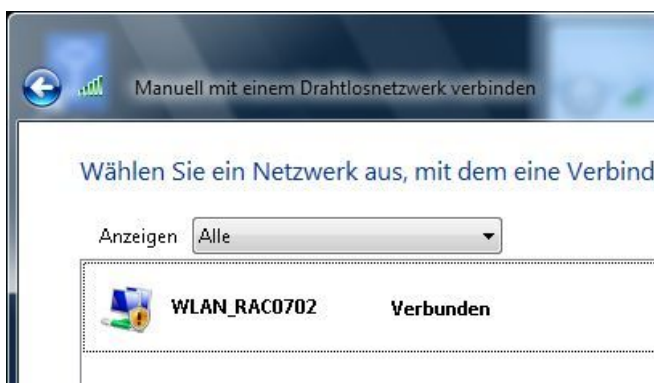 Manuell mit einem Drahtlosnetzwerk verbinden
Wählen Sie ein Netzwerk aus, mit dem eine Verbind
Anzeigen Alle
WLAN_RAC0702 Verbunden